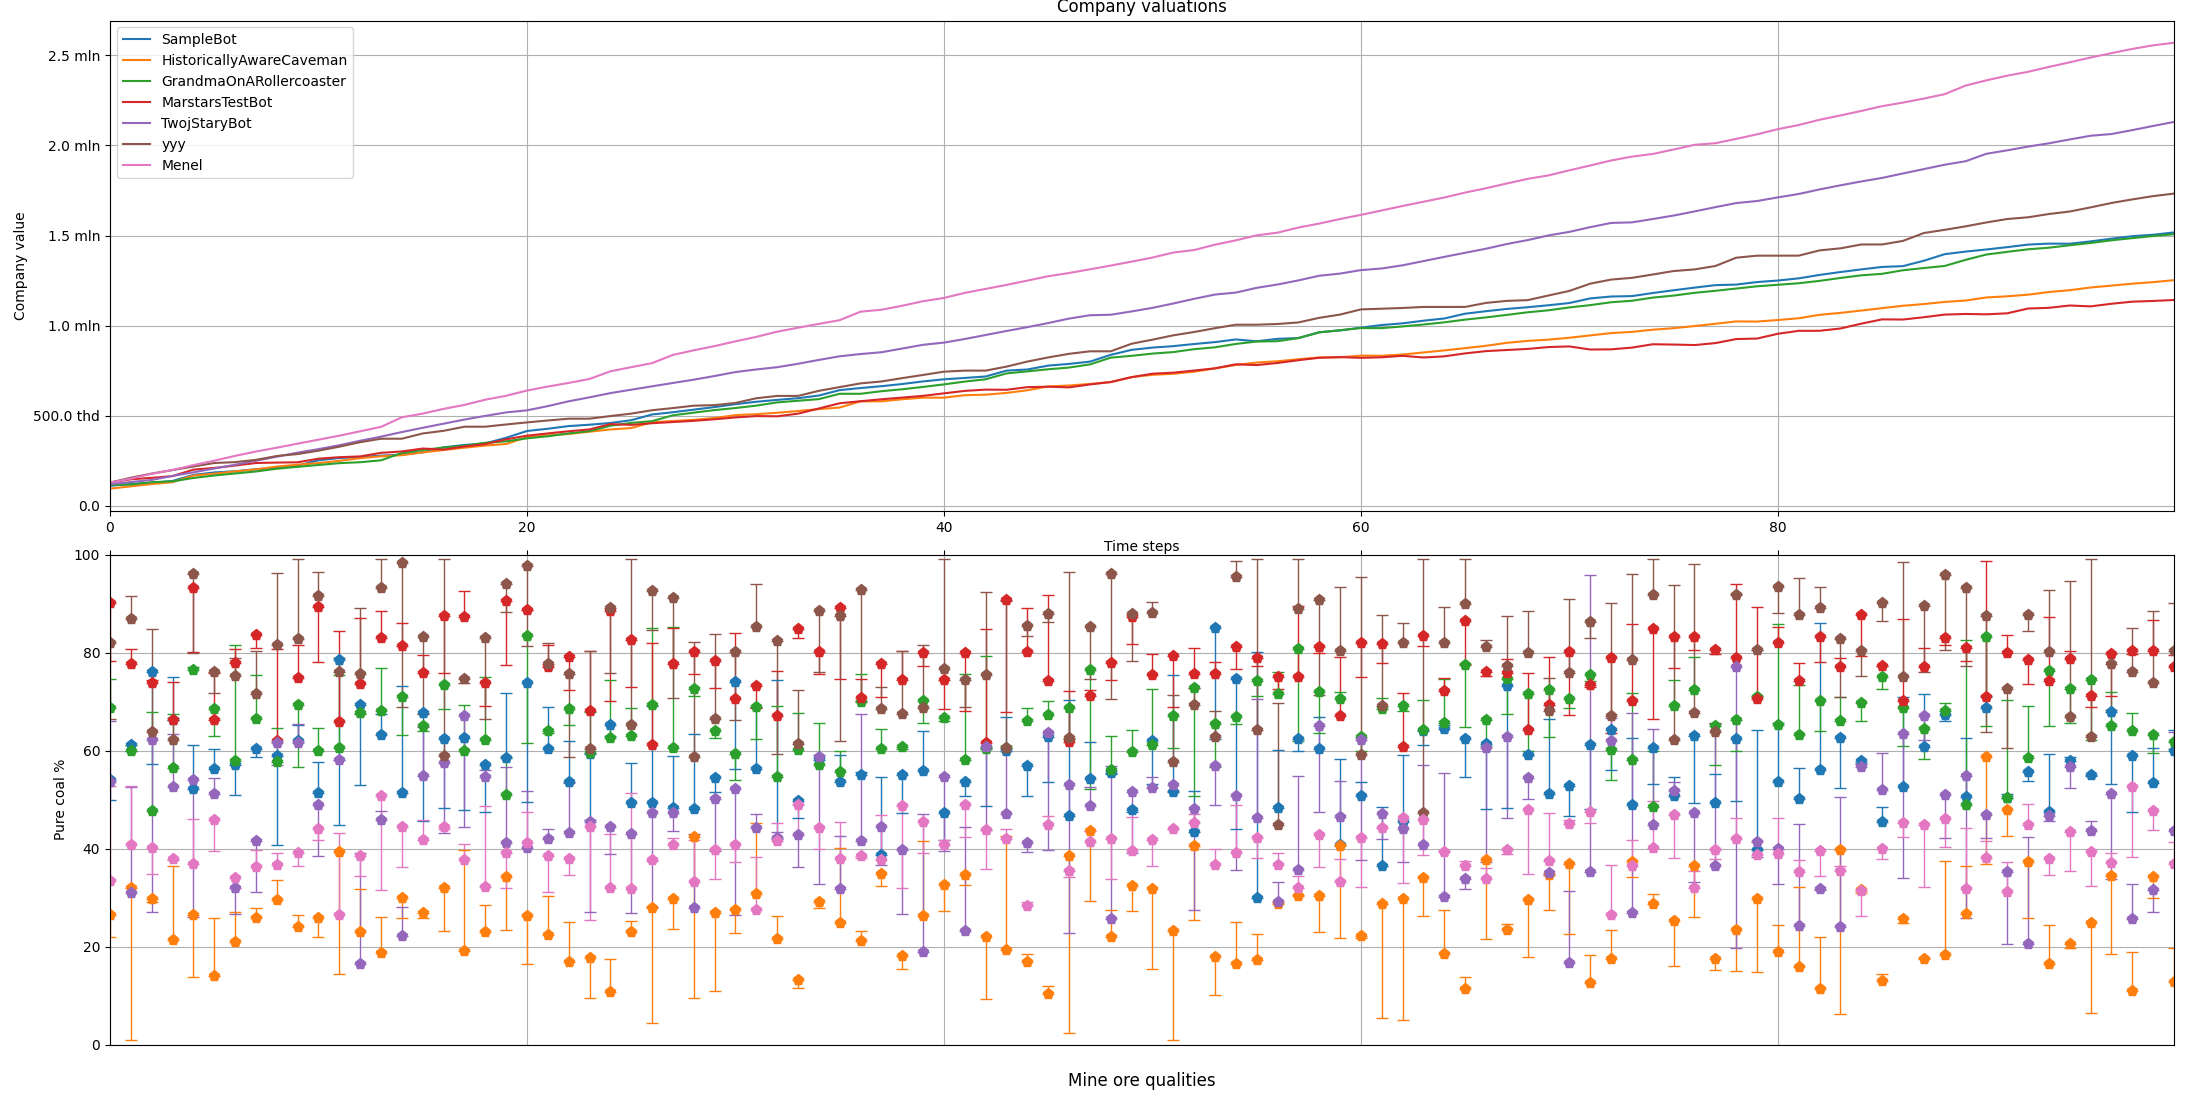 Company valuations
SampleBot
HistoricallyAwareCaveman
GrandmaOnARollercoaster
MarstarsTestBot
TwojStaryBot
yyy
Menel
2.5 mln
2.0 mln
1.5 mln
1.0 mln
500.0 thd
0.0
Company value
0 20 40 60 80
Time steps
100
80
60
40
20
0
Pure coal %
Mine ore qualities